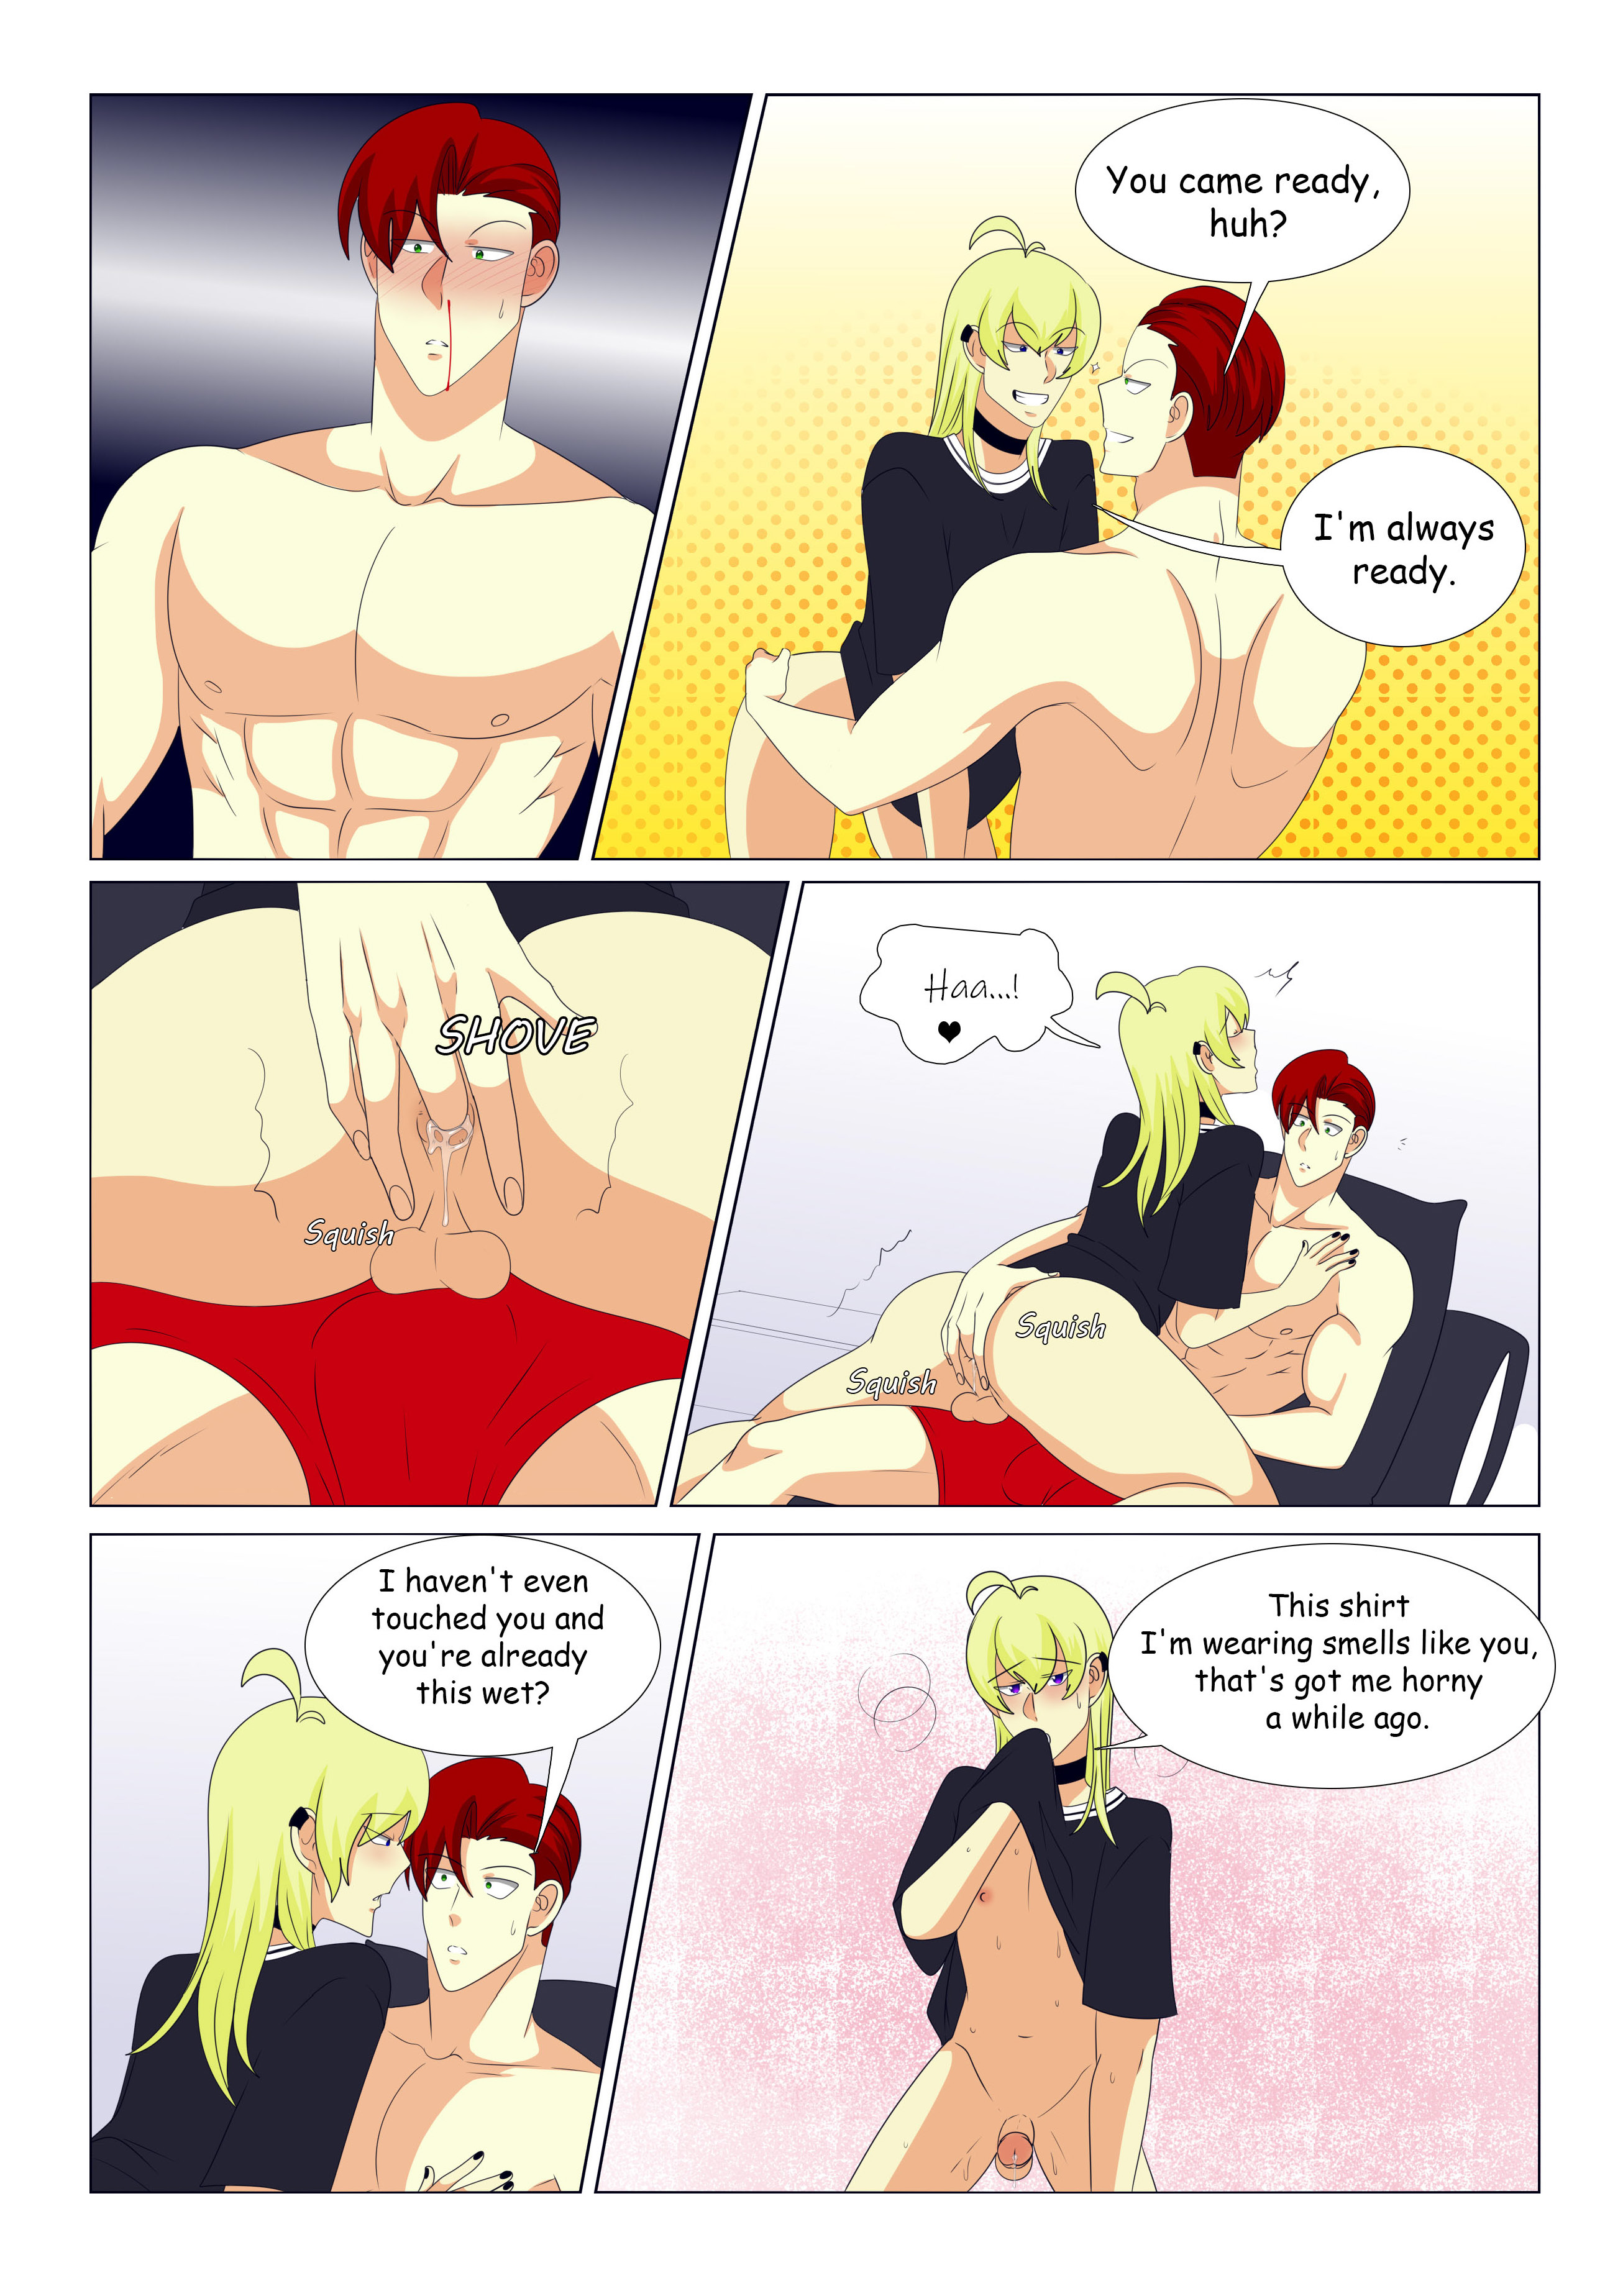 You came ready,
huh?
I'm always
ready.
SHOVE
Squish
Haa...!
Squish
Squish
I haven't even
touched you and
you're already
this wet?
This shirt
I'm wearing smells like you,
that's got me horny
a while ago.